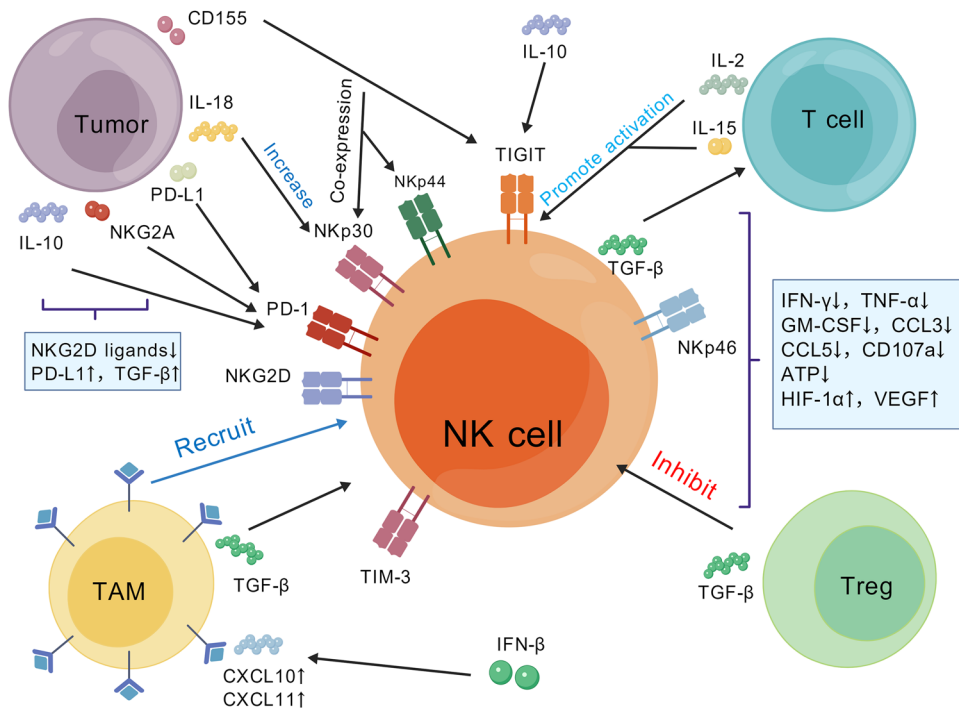 CD155
IL-10
IL-2
Tumor
IL-18
T cell
IL-15
Promote activation
Co-expression
TIGIT
Increase
PD-L1
NKp44
NKp30
IL-10
NKG2A
TGF-β
PD-1
NKp46
IFN-γ↓, TNF-α↓
GM-CSF↓, CCL3↓
CCL5↓, CD107a↓
ATP↓
HIF-1α↑, VEGF↑
NKG2D ligands↓
PD-L1↑, TGF-β↑
NKG2D
NK cell
Recruit
Inhibit
TIM-3
TGF-β
TAM
TGF-β
Treg
IFN-β
CXCL10↑
CXCL11↑